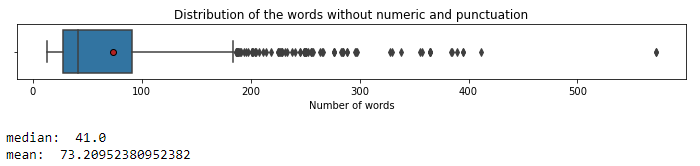 Distribution of the words without numeric and punctuation
0 100 200 300 400 500
Number of words
median: 41.0
mean: 73.20952380952382